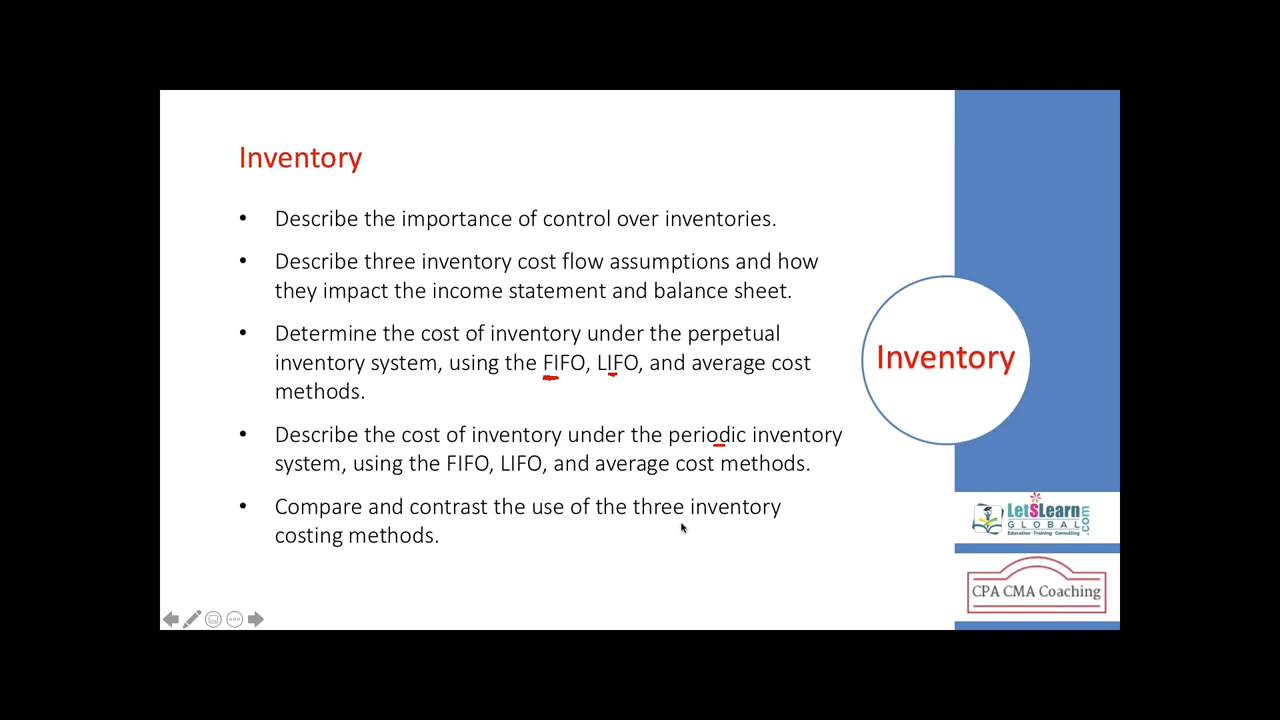 Inventory
• Describe the importance of control over inventories.
• Describe three inventory cost flow assumptions and how
they impact the income statement and balance sheet.
• Determine the cost of inventory under the perpetual
inventory system, using the FIFO, LIFO, and average cost
methods.
• Describe the cost of inventory under the periodic inventory
system, using the FIFO, LIFO, and average cost methods.
• Compare and contrast the use of the three inventory
costing methods.
Inventory
LetSLearn
GLOBAL.com
Education · Training · Consulting
CPA CMA Coaching